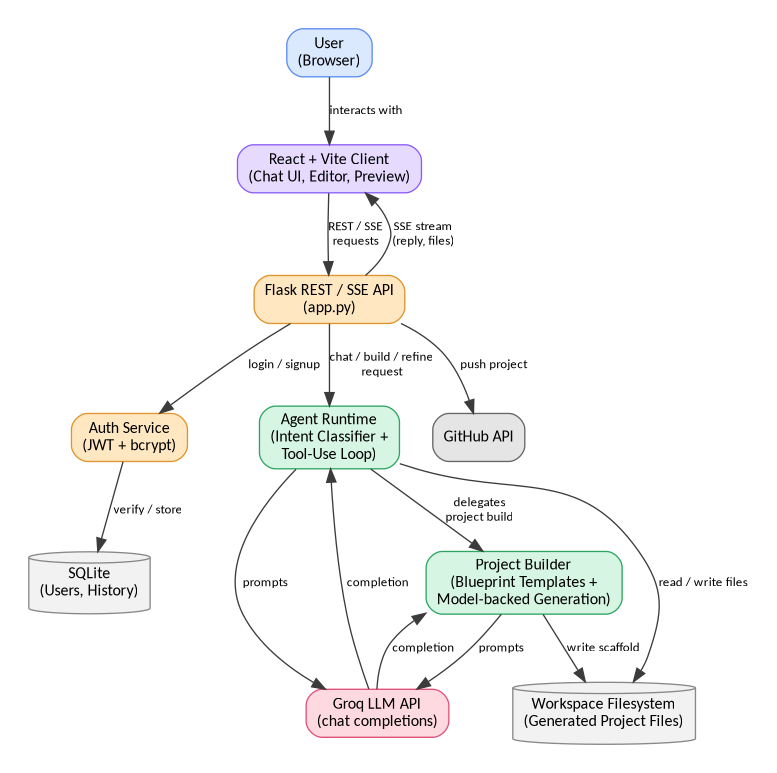 User
(Browser)
interacts with
React + Vite Client
(Chat UI, Editor, Preview)
REST / SSE
requests
SSE stream
(reply, files)
Flask REST / SSE API
(app.py)
login / signup
chat / build / refine
request
push project
Auth Service
(JWT + bcrypt)
Agent Runtime
(Intent Classifier +
Tool-Use Loop)
GitHub API
verify / store
delegates
project build
SQLite
(Users, History)
prompts
completion
Project Builder
(Blueprint Templates +
Model-backed Generation)
read / write files
completion
prompts
write scaffold
Groq LLM API
(chat completions)
Workspace Filesystem
(Generated Project Files)